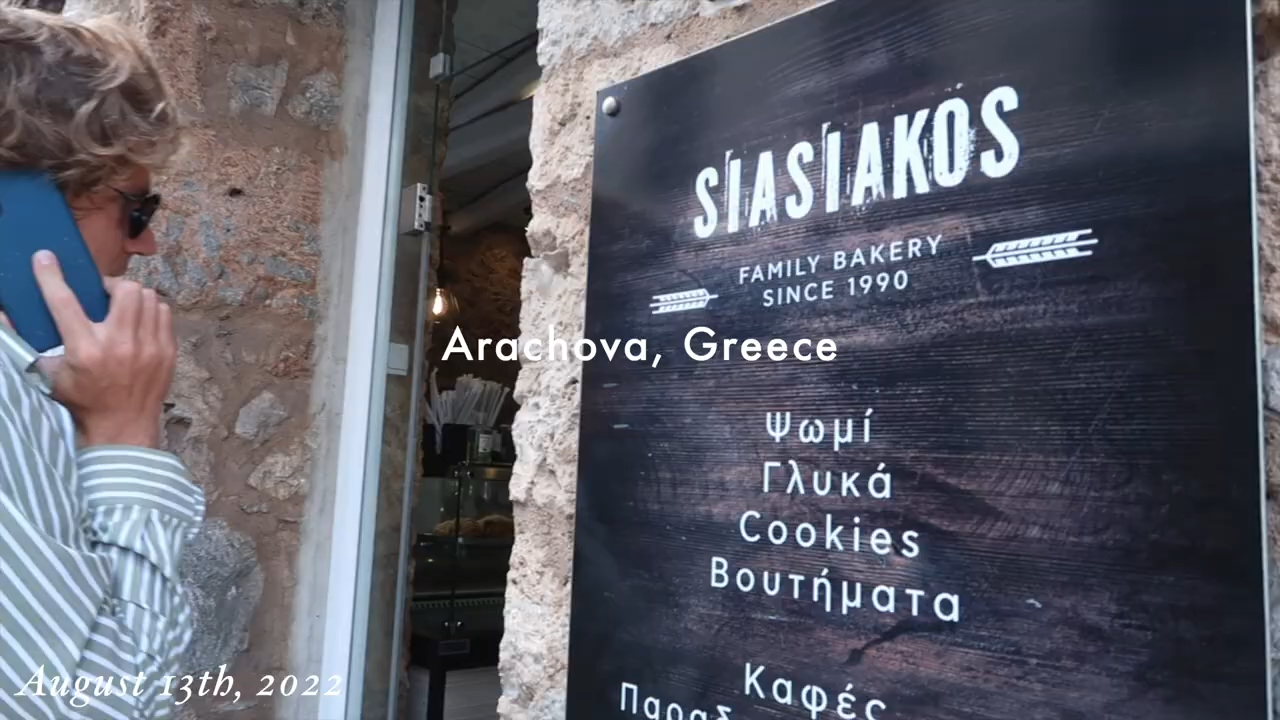 SIASIAKOS
FAMILY BAKERY
SINCE 1990
Arachova, Greece
Ψωμί
Γλυκά
Cookies
Βουτήματα
Καφές
August 13th, 2022